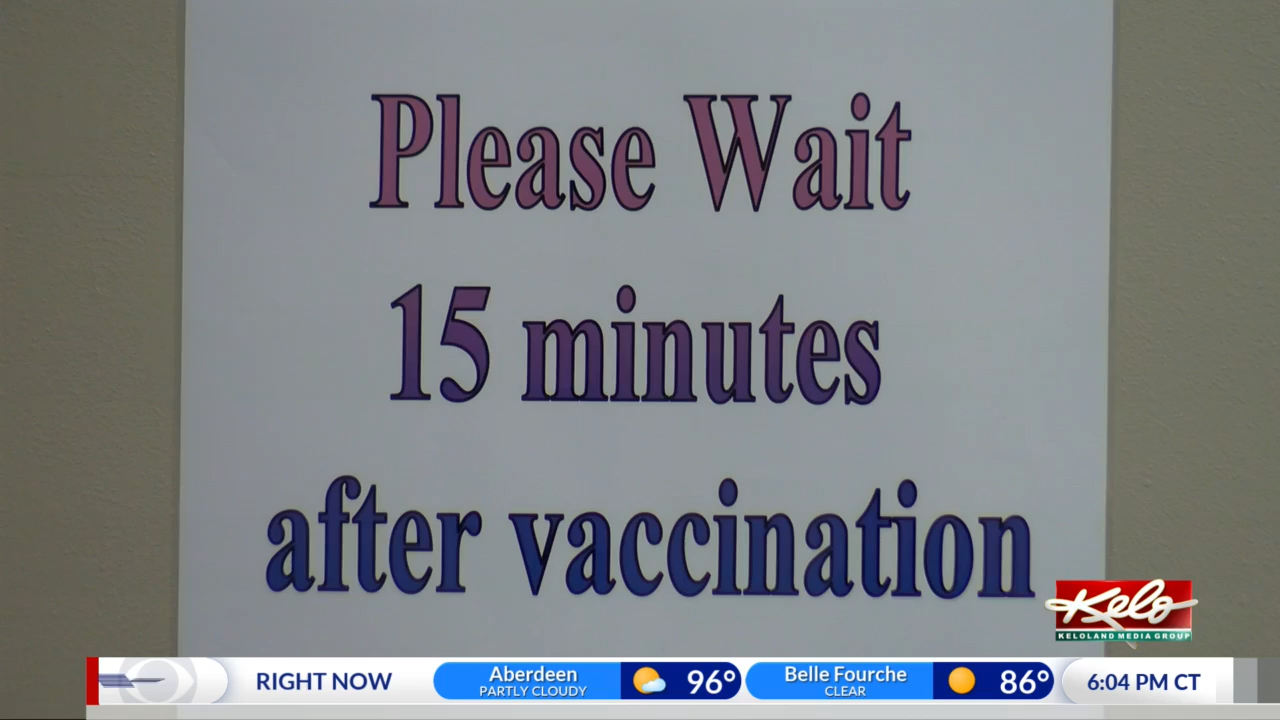 Please Wait
15 minutes
after vaccination
Kelo
KELOLAND MEDIA GROUP
RIGHT NOW
Aberdeen
PARTLY CLOUDY
96°
Belle Fourche
CLEAR
86°
6:04 PM CT